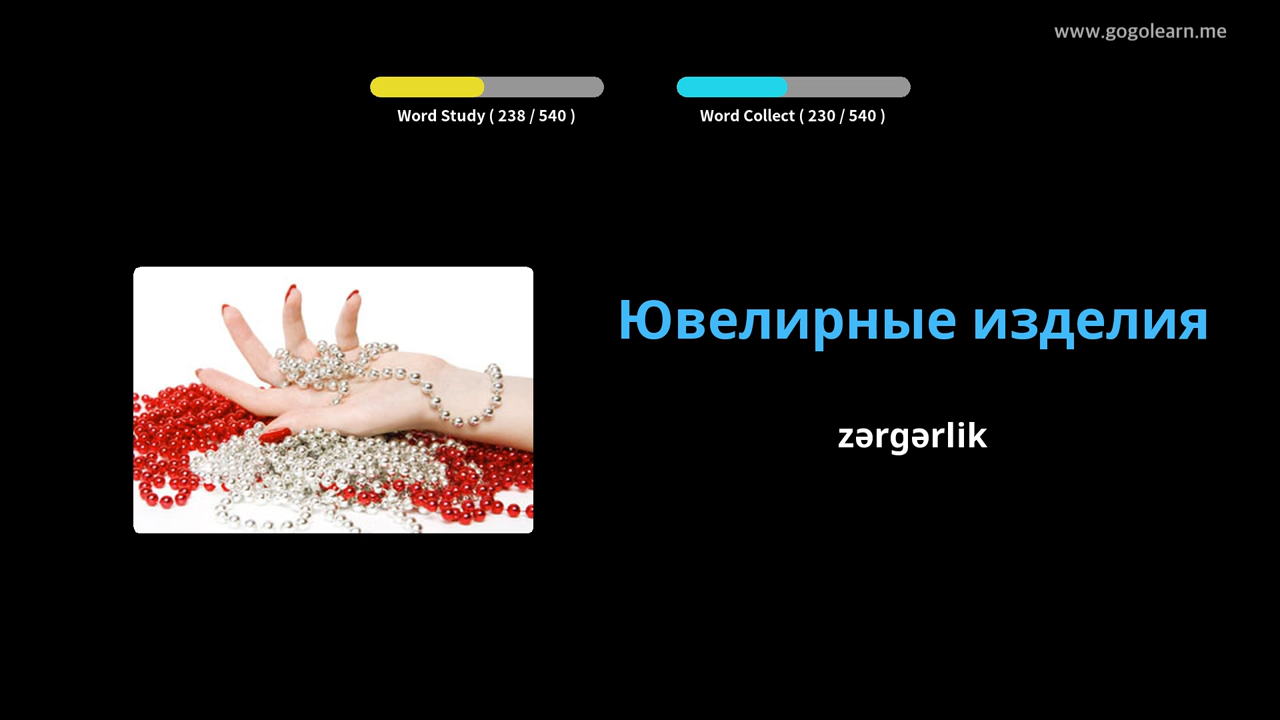 www.gogolearn.me
Word Study ( 238 / 540 )
Word Collect ( 230 / 540 )
Ювелирные изделия
zərgərlik